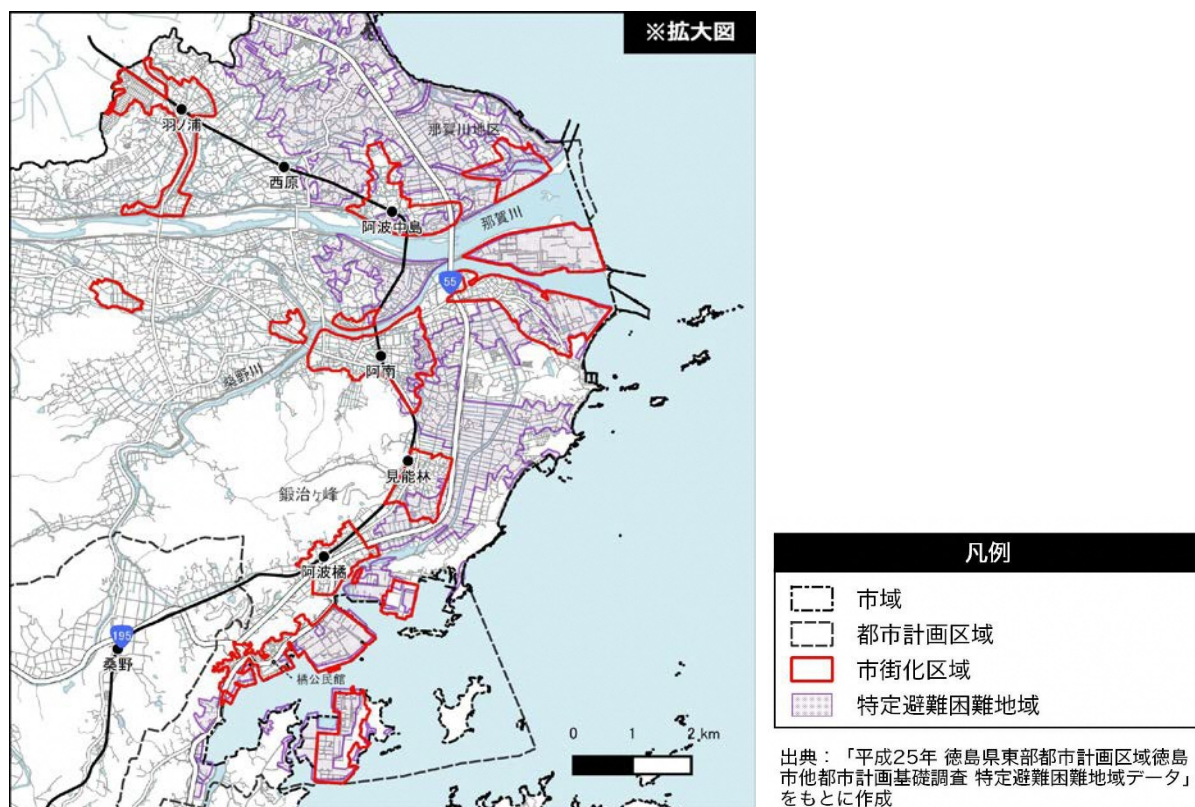 ※拡大図
羽ノ浦
那賀川地区
西原
那賀川
阿波中島
55
阿南
桑野川
見能林
鍛治ヶ峰
阿波橘
195
桑野
橘公民館
0 1 2 km
凡例
市域
都市計画区域
市街化区域
特定避難困難地域
出典：「平成25年 徳島県東部都市計画区域徳島
市他都市計画基礎調査 特定避難困難地域データ」
をもとに作成